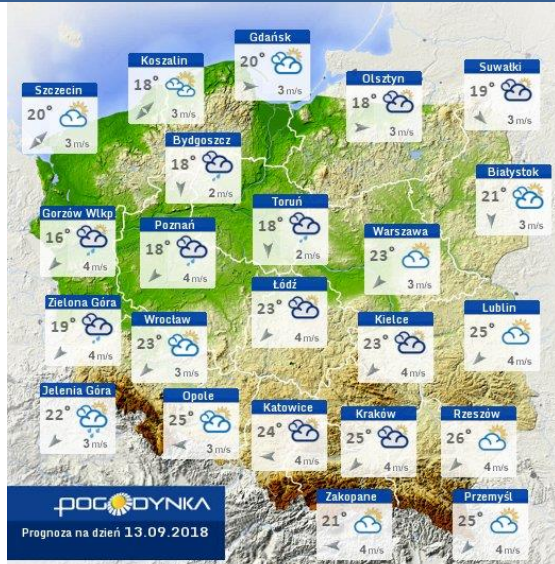 Gdańsk
20°
3 m/s
Koszalin
18°
3 m/s
Suwałki
19°
3 m/s
Olsztyn
18°
3 m/s
Szczecin
20°
3 m/s
Bydgoszcz
18°
2 m/s
Białystok
21°
3 m/s
Toruń
18°
2 m/s
Gorzów Wlkp
16°
4 m/s
Poznań
18°
4 m/s
Warszawa
23°
3 m/s
Łódź
23°
4 m/s
Zielona Góra
19°
4 m/s
Wrocław
23°
3 m/s
Kielce
23°
4 m/s
Lublin
25°
4 m/s
Jelenia Góra
22°
3 m/s
Opole
25°
3 m/s
Katowice
24°
4 m/s
Kraków
25°
4 m/s
Rzeszów
26°
4 m/s
Zakopane
21°
4 m/s
Przemyśl
25°
4 m/s
POGODYNKA
Prognoza na dzień 13.09.2018